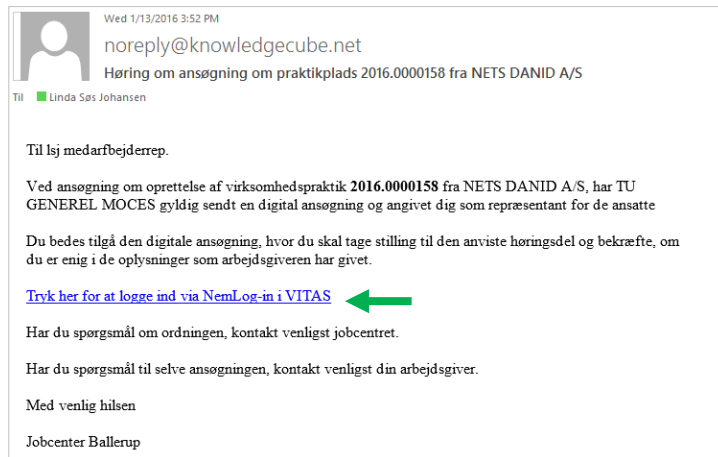 Wed 1/13/2016 3:52 PM
noreply@knowledgecube.net
Høring om ansøgning om praktikplads 2016.0000158 fra NETS DANID A/S
Til Linda Søs Johansen
Til lsj medarfbejderrep.
Ved ansøgning om oprettelse af virksomhedspraktik 2016.0000158 fra NETS DANID A/S, har TU
GENEREL MOCES gyldig sendt en digital ansøgning og angivet dig som repræsentant for de ansatte
Du bedes tilgå den digitale ansøgning, hvor du skal tage stilling til den anviste høringsdel og bekræfte, om
du er enig i de oplysninger som arbejdsgiveren har givet.
Tryk her for at logge ind via NemLog-in i VITAS
Har du spørgsmål om ordningen, kontakt venligst jobcentret.
Har du spørgsmål til selve ansøgningen, kontakt venligst din arbejdsgiver.
Med venlig hilsen
Jobcenter Ballerup